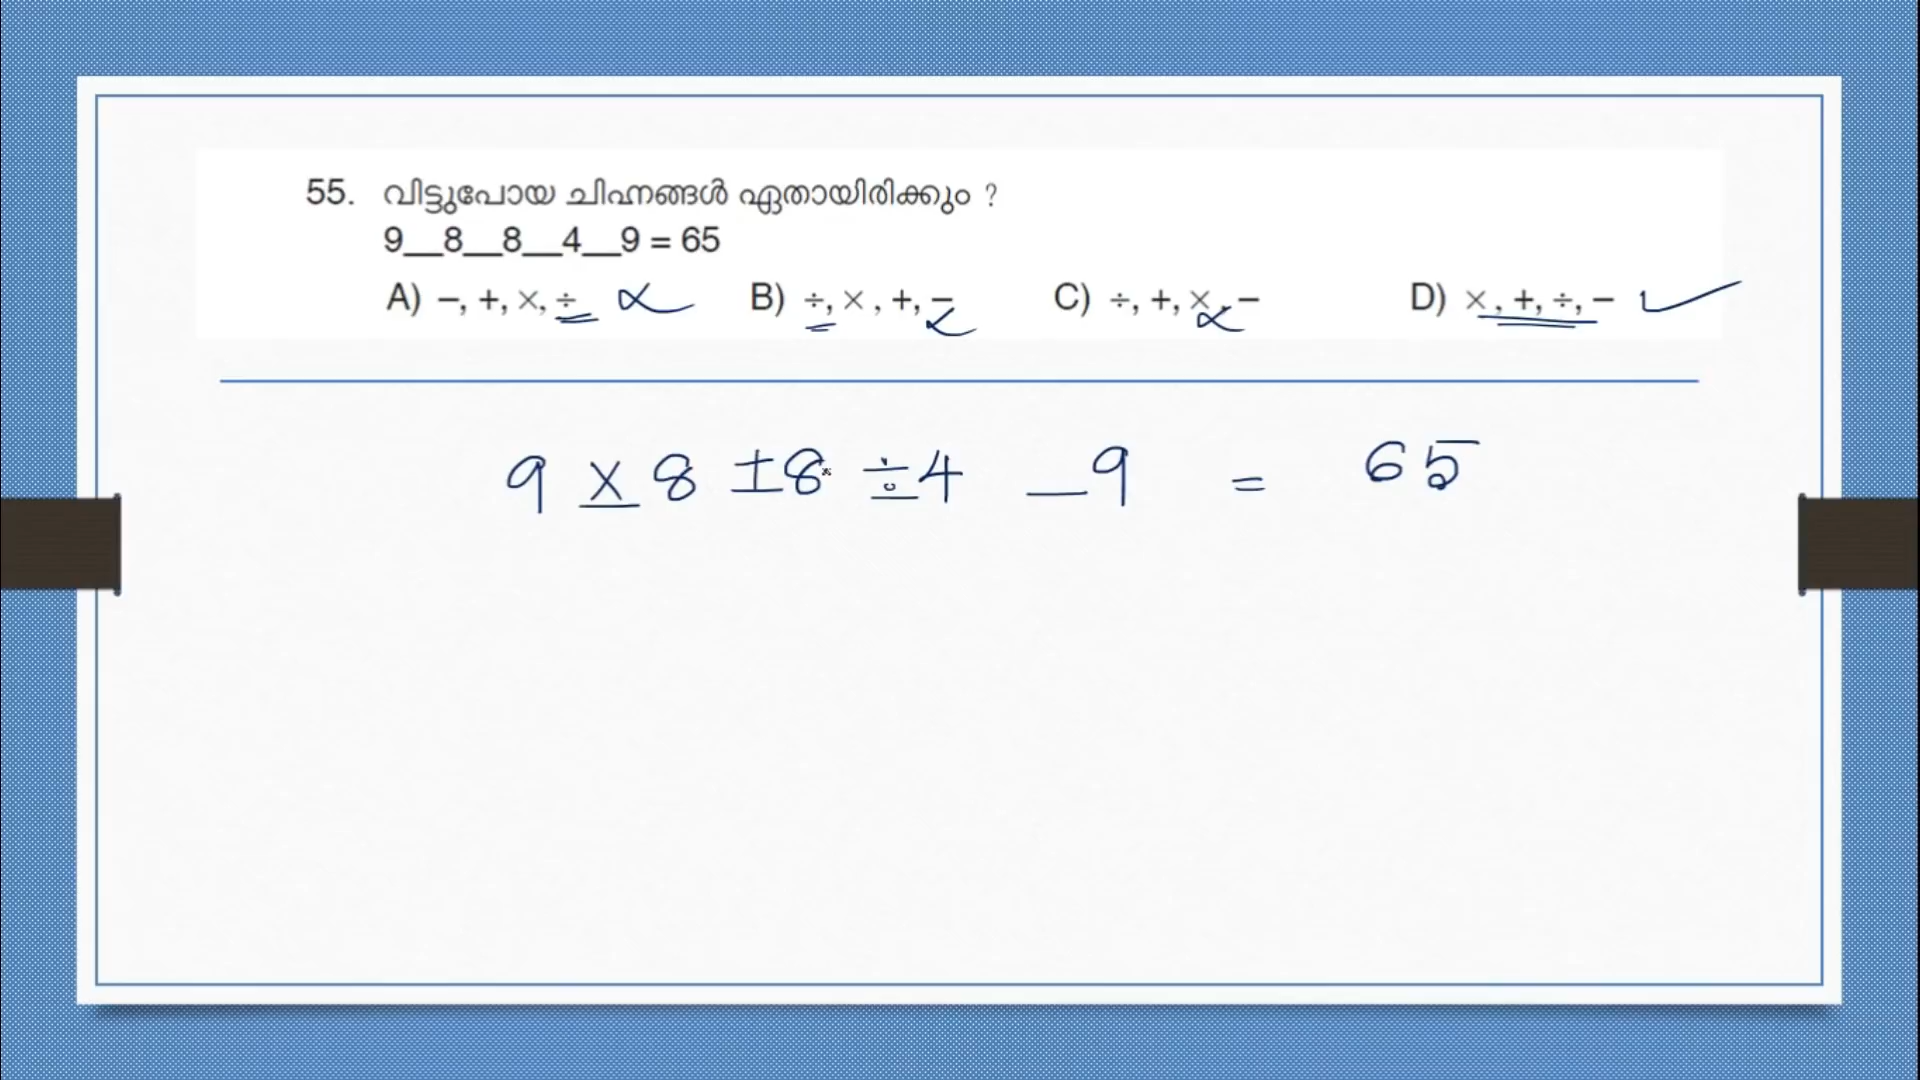 55. വിട്ടുപോയ ചിഹ്നങ്ങൾ ഏതായിരിക്കും ?
9__8__8__4__9 = 65
A) –, +, ×, ÷ B) ÷, × , +, – C) ÷, +, ×, – D) × , +, ÷, –
9 × 8 + 8 ÷ 4 _ 9 = 65